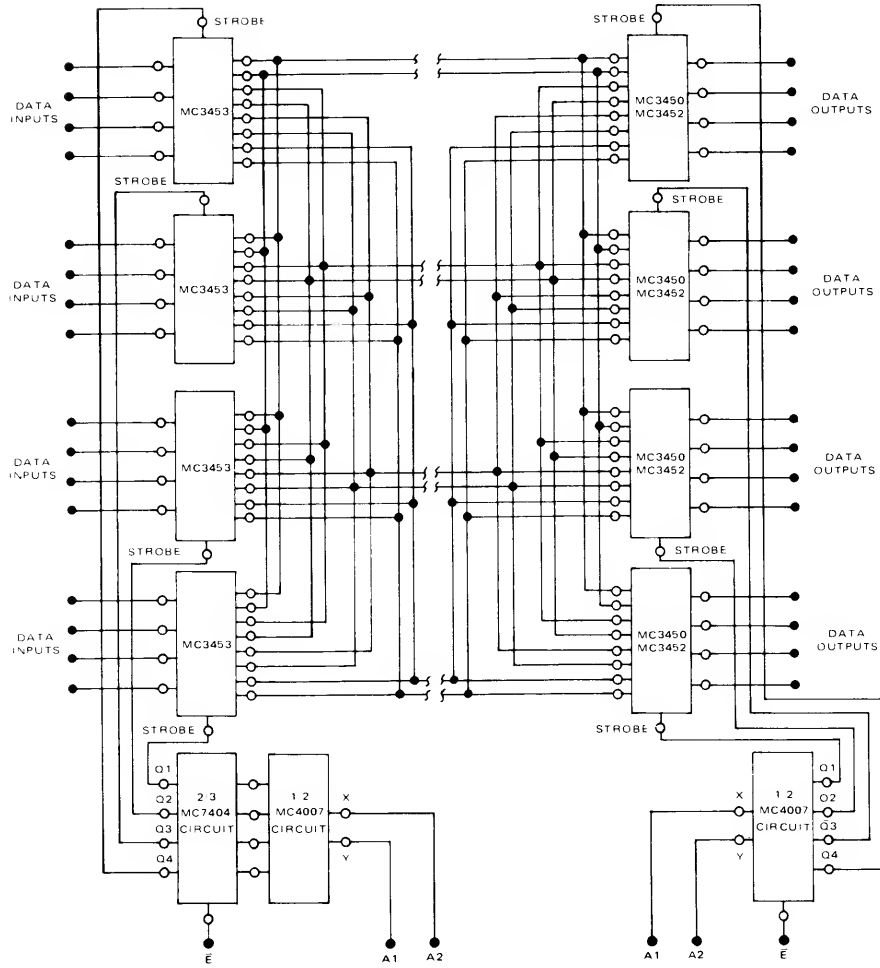 STROBE
STROBE
DATA
INPUTS
MC3453
MC3450
MC3452
DATA
OUTPUTS
STROBE
STROBE
DATA
INPUTS
MC3453
MC3450
MC3452
DATA
OUTPUTS
DATA
INPUTS
MC3453
MC3450
MC3452
DATA
OUTPUTS
STROBE
STROBE
DATA
INPUTS
MC3453
MC3450
MC3452
DATA
OUTPUTS
STROBE
STROBE
Q1
Q2
Q3
Q4
2/3
MC7404
CIRCUIT
1/2
MC4007
CIRCUIT
X
Y
X
Y
1/2
MC4007
CIRCUIT
Q1
Q2
Q3
Q4
Ē
A1
A2
A1
A2
Ē